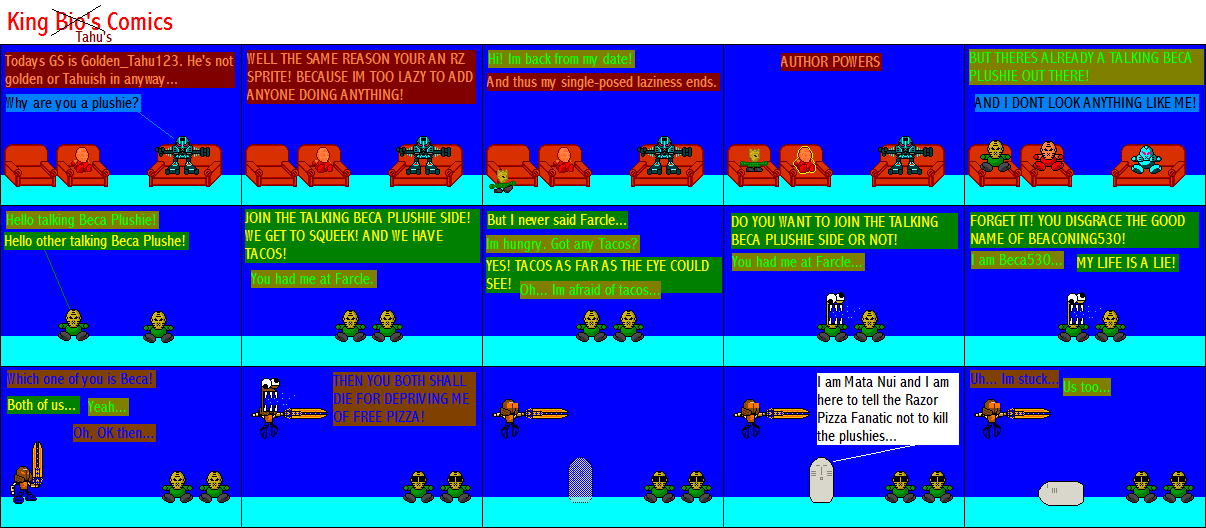 King Bio's Comics
Tahu's
Todays GS is Golden_Tahu123. He's not
golden or Tahuish in anyway...
Why are you a plushie?
WELL THE SAME REASON YOUR AN RZ
SPRITE! BECAUSE IM TOO LAZY TO ADD
ANYONE DOING ANYTHING!
Hi! Im back from my date!
And thus my single-posed laziness ends.
AUTHOR POWERS
BUT THERES ALREADY A TALKING BECA
PLUSHIE OUT THERE!
AND I DONT LOOK ANYTHING LIKE ME!
Hello talking Beca Plushie!
Hello other talking Beca Plushe!
JOIN THE TALKING BECA PLUSHIE SIDE!
WE GET TO SQUEEK! AND WE HAVE
TACOS!
You had me at Farcle.
But I never said Farcle...
Im hungry. Got any Tacos?
YES! TACOS AS FAR AS THE EYE COULD
SEE!
Oh... Im afraid of tacos...
DO YOU WANT TO JOIN THE TALKING
BECA PLUSHIE SIDE OR NOT!
You had me at Farcle...
FORGET IT! YOU DISGRACE THE GOOD
NAME OF BEACONING530!
I am Beca530...
MY LIFE IS A LIE!
Which one of you is Beca!
Both of us...
Yeah...
Oh, OK then...
THEN YOU BOTH SHALL
DIE FOR DEPRIVING ME
OF FREE PIZZA!
I am Mata Nui and I am
here to tell the Razor
Pizza Fanatic not to kill
the plushies...
Uh... Im stuck...
Us too...